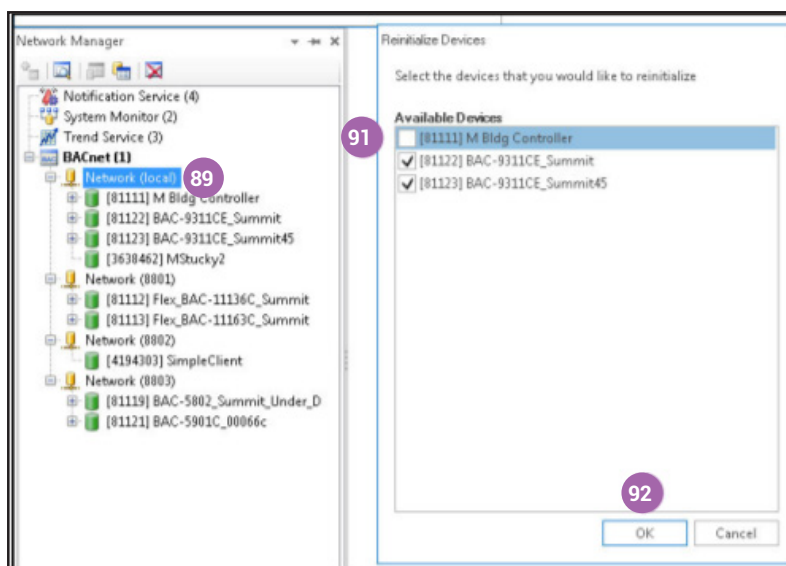 Network Manager
Notification Service (4)
System Monitor (2)
Trend Service (3)
BACnet (1)
Network (local)
89
[81111] M Bldg Controller
[81122] BAC-9311CE_Summit
[81123] BAC-9311CE_Summit45
[3638462] MStucky2
Network (8801)
[81112] Flex_BAC-11136C_Summit
[81113] Flex_BAC-11163C_Summit
Network (8802)
[4194303] SimpleClient
Network (8803)
[81119] BAC-5802_Summit_Under_D
[81121] BAC-5901C_00066c
Reinitialize Devices
Select the devices that you would like to reinitialize
Available Devices
91
[81111] M Bldg Controller
[81122] BAC-9311CE_Summit
[81123] BAC-9311CE_Summit45
92
OK
Cancel